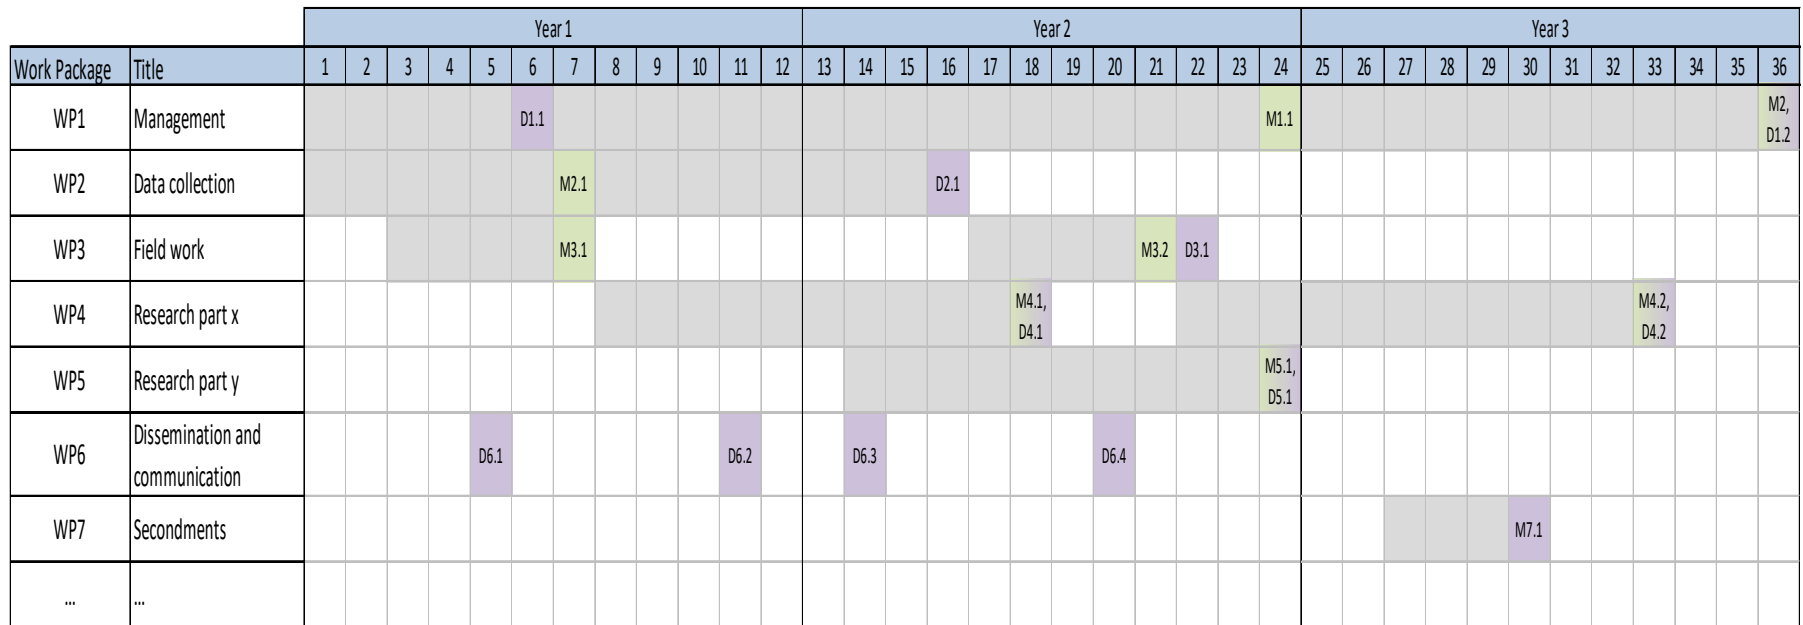 Year 1 Year 2 Year 3
Work Package Title 1 2 3 4 5 6 7 8 9 10 11 12 13 14 15 16 17 18 19 20 21 22 23 24 25 26 27 28 29 30 31 32 33 34 35 36
WP1 Management D1.1 M1.1 M2,
D1.2
WP2 Data collection M2.1 D2.1
WP3 Field work M3.1 M3.2 D3.1
WP4 Research part x M4.1, M4.2,
D4.1 D4.2
WP5 Research part y M5.1,
D5.1
WP6 Dissemination and
communication D6.1 D6.2 D6.3 D6.4
WP7 Secondments M7.1
... ...